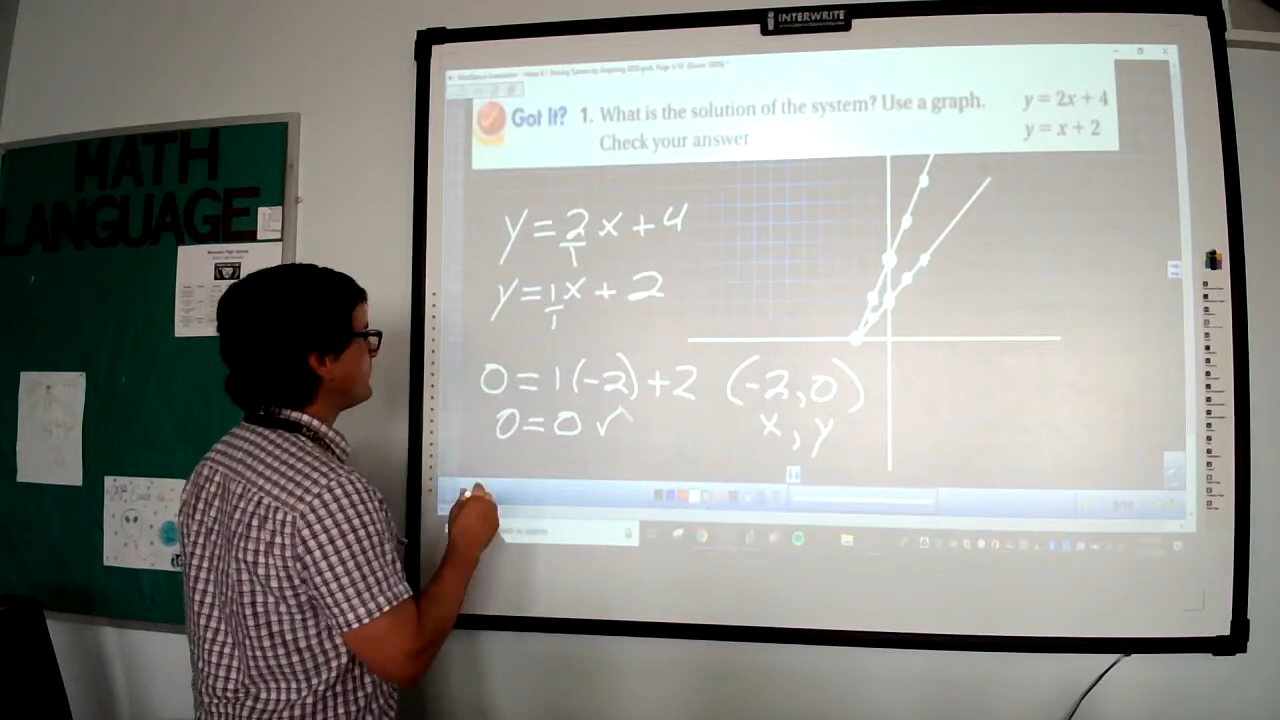 INTERWRITE
Got It? 1. What is the solution of the system? Use a graph.
Check your answer
y = 2x + 4
y = x + 2
MATH
LANGUAGE
y = 2/1 x + 4
y = 1/1 x + 2
0 = 1(-2) + 2
0 = 0 ✓
(-2, 0)
x, y